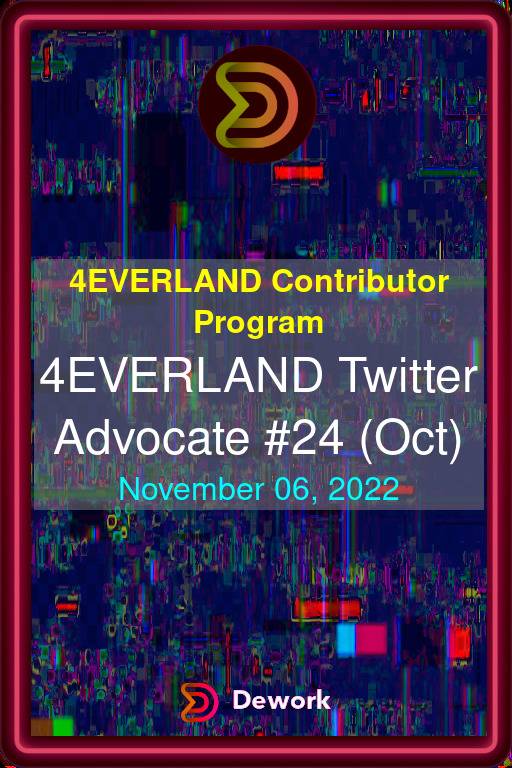 4EVERLAND Contributor
Program
4EVERLAND Twitter
Advocate #24 (Oct)
November 06, 2022
Dework